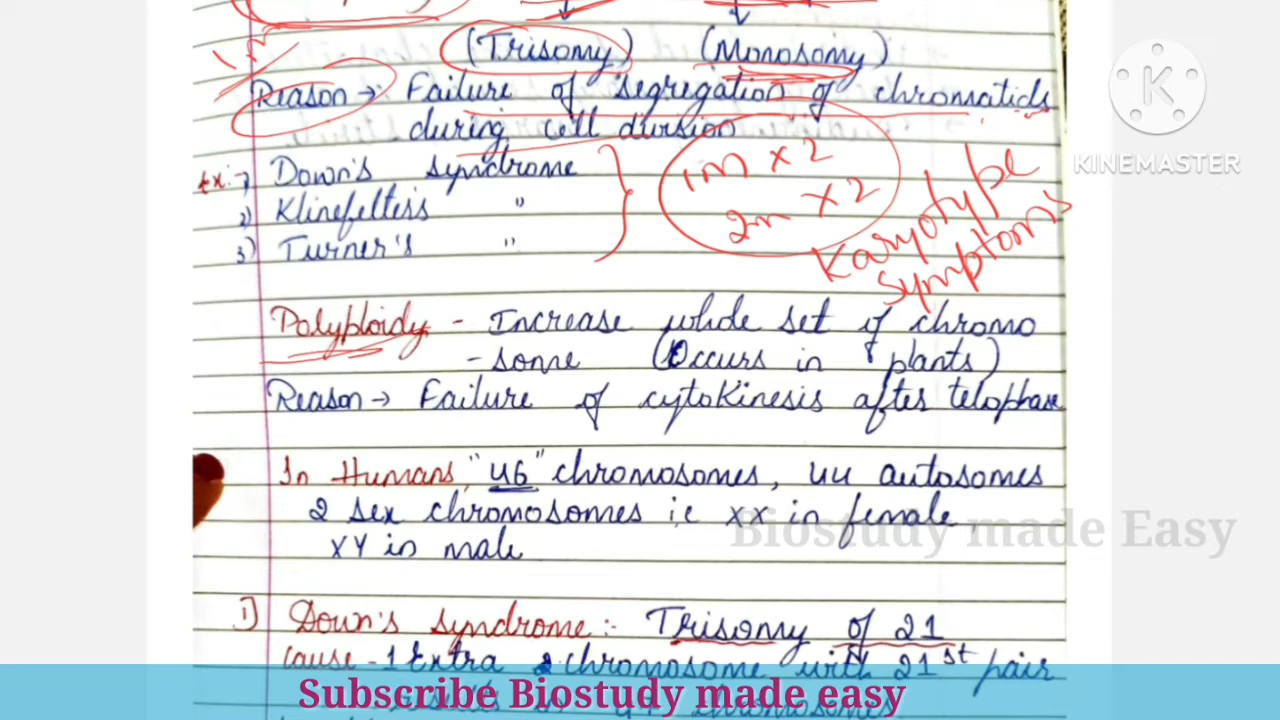 (Trisomy) (Monosomy)
Reason →: Failure of segregation of chromatids
during cell division
Ex:- 1) Down's syndrome
2) Klinefelter's "
3) Turner's "
1m x 2
2m x 2
Karyotype
symptoms
K
KINEMASTER
Polyploidy - Increase whole set of chromo
- some (Occurs in plants)
Reason → Failure of cytokinesis after telophase
In Humans, "46" chromosomes, 44 autosomes
2 sex chromosomes i.e XX in female
XY in male
Biostudy made Easy
1) Down's syndrome:- Trisomy of 21
cause - 1 Extra chromosome with 21st pair
Subscribe Biostudy made easy